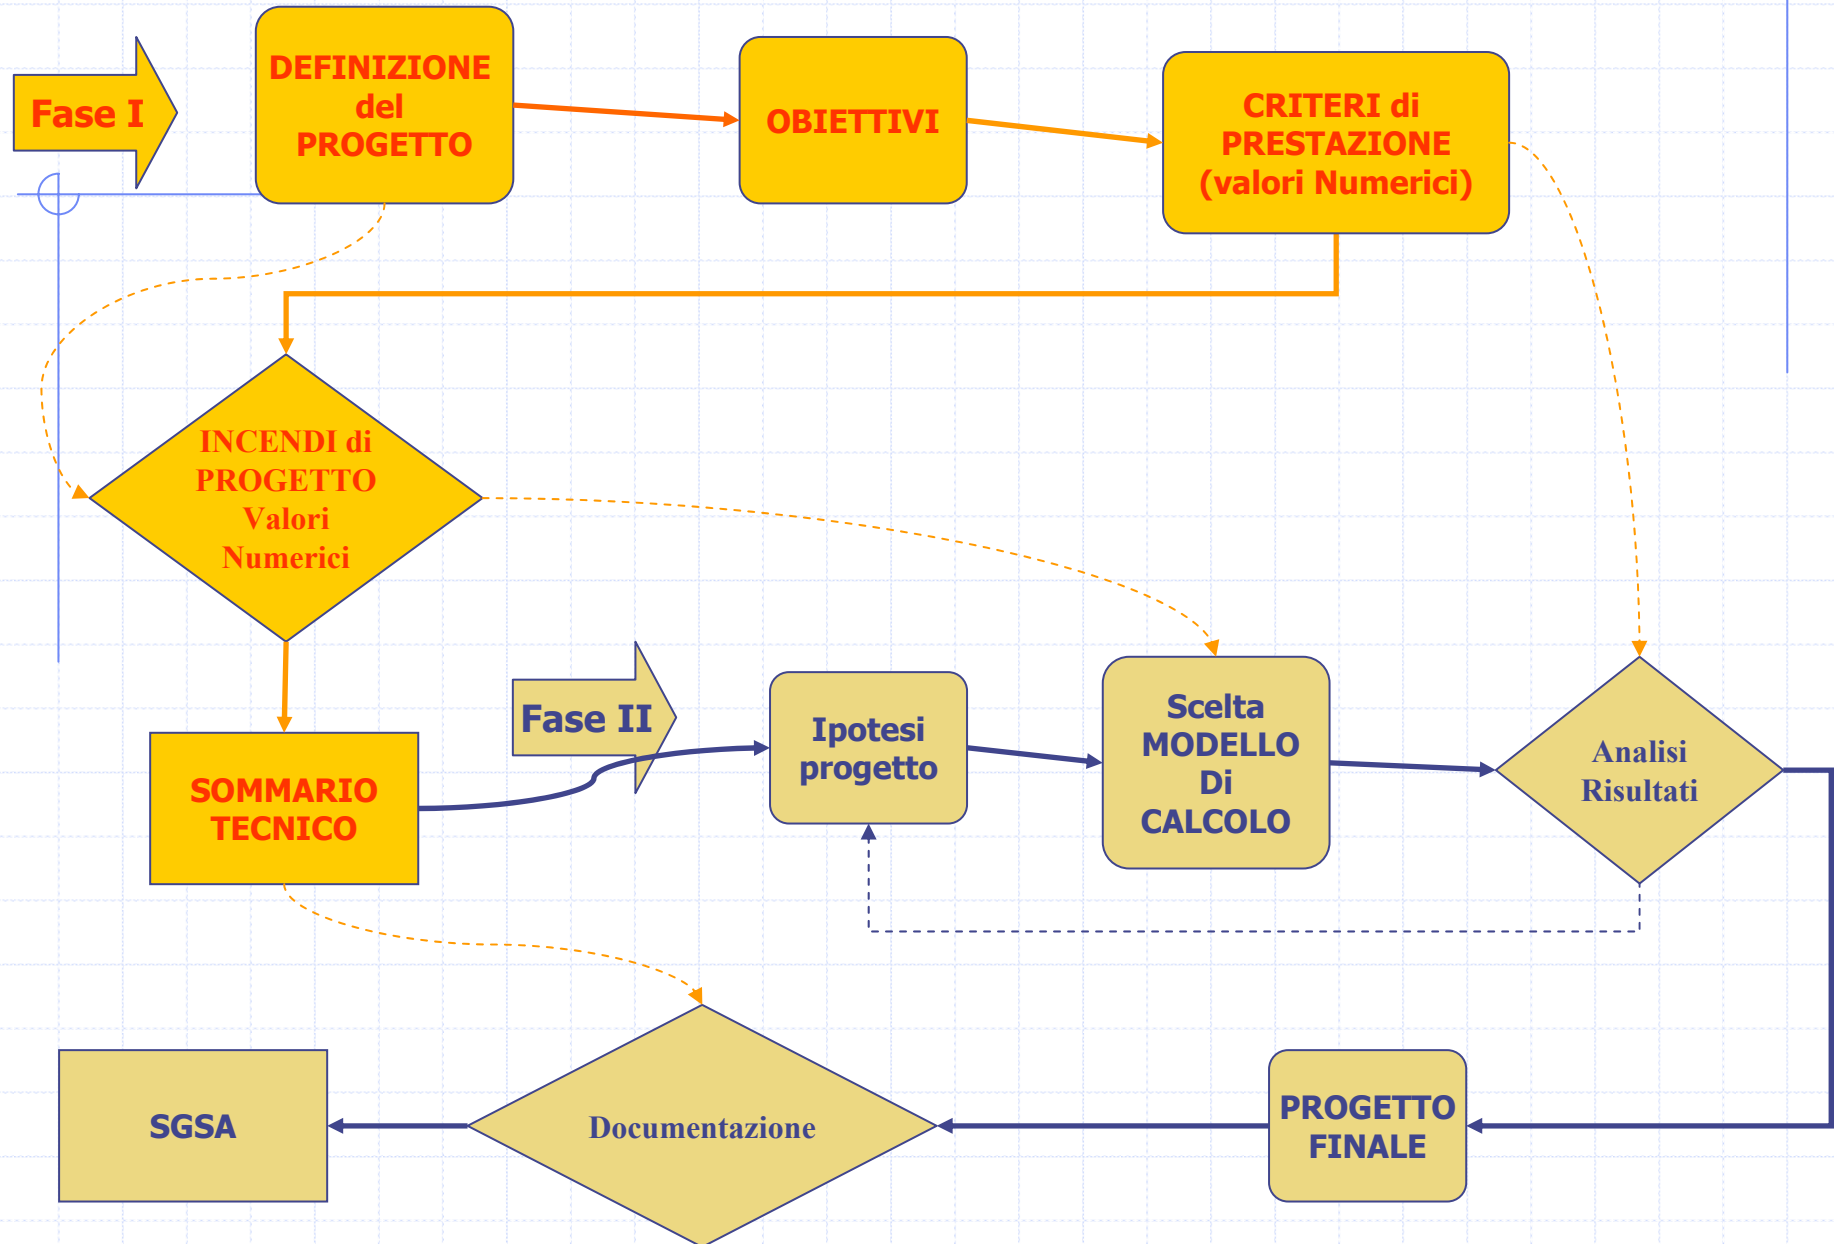 Fase I
DEFINIZIONE
del
PROGETTO
OBIETTIVI
CRITERI di
PRESTAZIONE
(valori Numerici)
INCENDI di
PROGETTO
Valori
Numerici
SOMMARIO
TECNICO
Fase II
Ipotesi
progetto
Scelta
MODELLO
Di
CALCOLO
Analisi
Risultati
PROGETTO
FINALE
Documentazione
SGSA